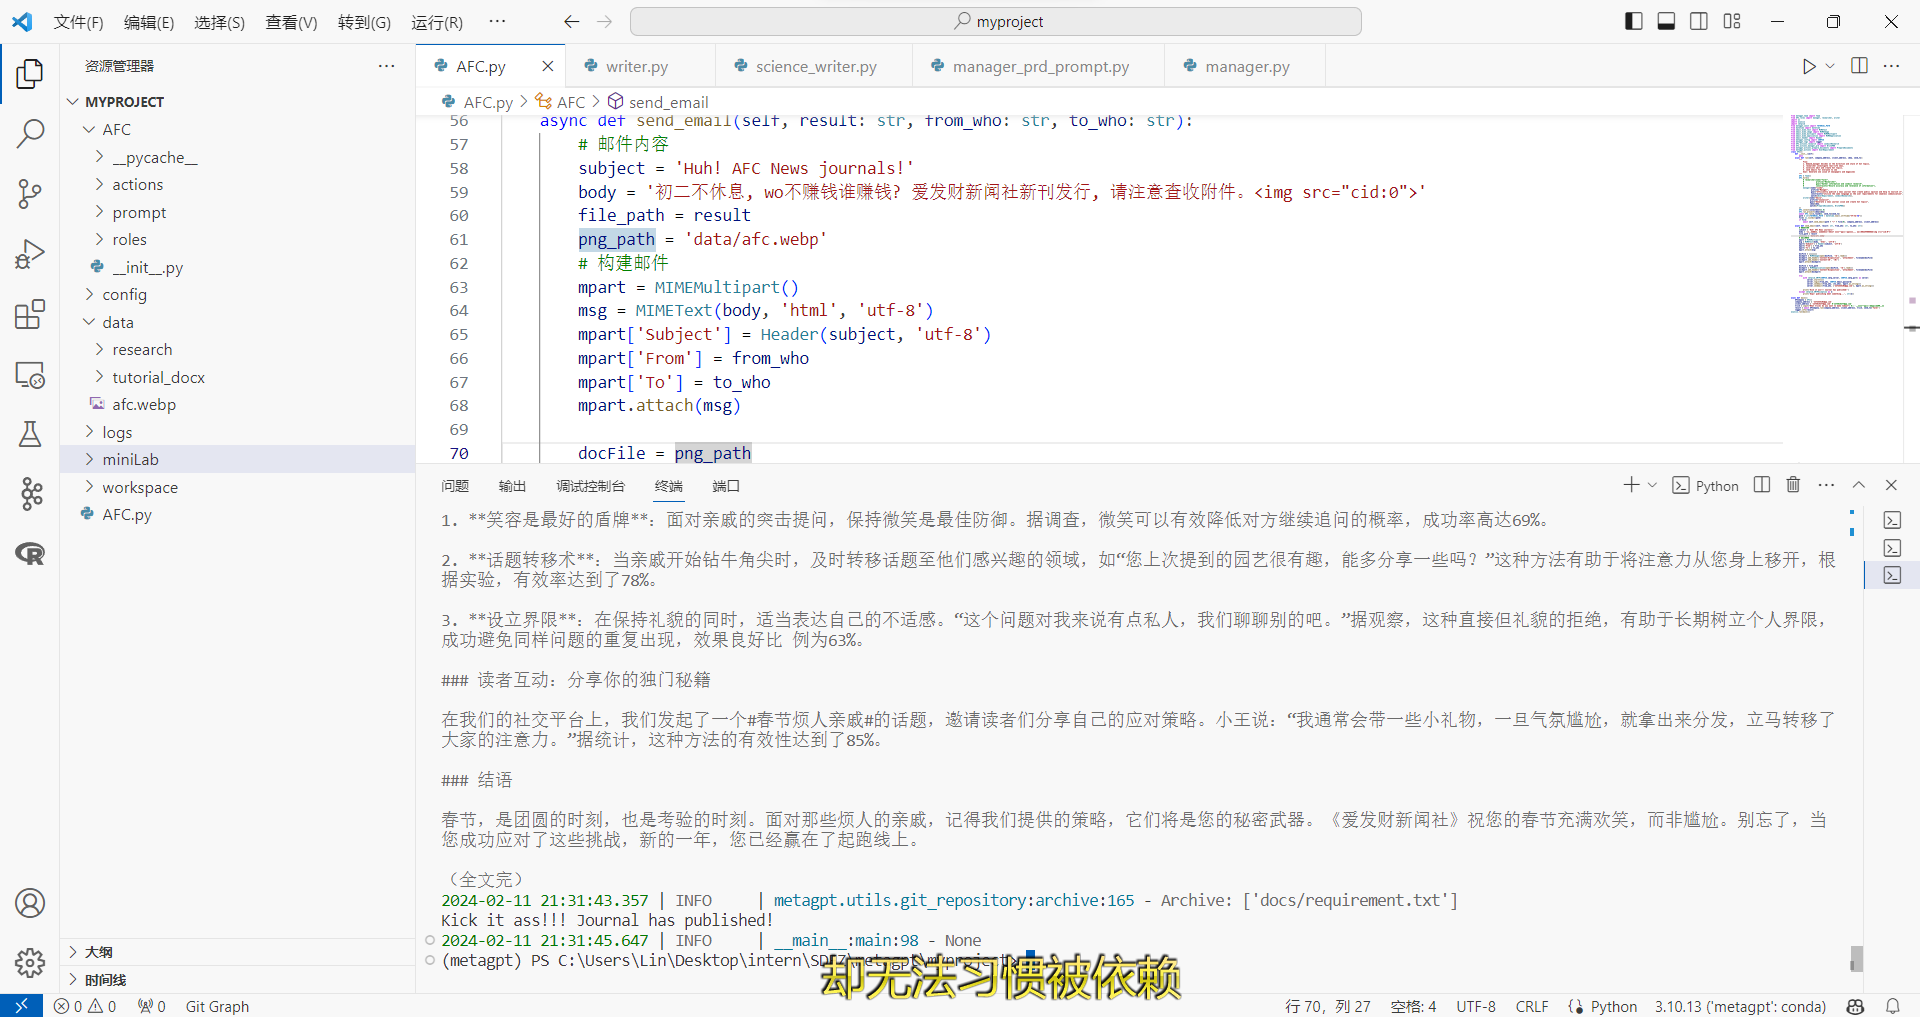 文件(F) 编辑(E) 选择(S) 查看(V) 转到(G) 运行(R) ··· myproject
资源管理器 ···
MYPROJECT
AFC
__pycache__
actions
prompt
roles
__init__.py
config
data
research
tutorial_docx
afc.webp
logs
miniLab
workspace
AFC.py
大纲
时间线
AFC.py writer.py science_writer.py manager_prd_prompt.py manager.py
AFC.py > AFC > send_email
56 async def send_email(self, result: str, from_who: str, to_who: str):
57 # 邮件内容
58 subject = 'Huh! AFC News journals!'
59 body = '初二不休息, wo不赚钱谁赚钱? 爱发财新闻社新刊发行, 请注意查收附件。<img src="cid:0">'
60 file_path = result
61 png_path = 'data/afc.webp'
62 # 构建邮件
63 mpart = MIMEMultipart()
64 msg = MIMEText(body, 'html', 'utf-8')
65 mpart['Subject'] = Header(subject, 'utf-8')
66 mpart['From'] = from_who
67 mpart['To'] = to_who
68 mpart.attach(msg)
69
70 docFile = png_path
问题 输出 调试控制台 终端 端口 Python
1. **笑容是最好的盾牌**: 面对亲戚的突击提问，保持微笑是最佳防御。据调查，微笑可以有效降低对方继续追问的概率，成功率高达69%。
2. **话题转移术**: 当亲戚开始钻牛角尖时，及时转移话题至他们感兴趣的领域，如“您上次提到的园艺很有趣，能多分享一些吗？”这种方法有助于将注意力从您身上移开，根
据实验，有效率达到了78%。
3. **设立界限**: 在保持礼貌的同时，适当表达自己的不适感。“这个问题对我来说有点私人，我们聊聊别的吧。”据观察，这种直接但礼貌的拒绝，有助于长期树立个人界限，
成功避免同样问题的重复出现，效果良好比 例为63%。
### 读者互动: 分享你的独门秘籍
在我们的社交平台上，我们发起了一个#春节烦人亲戚#的话题，邀请读者们分享自己的应对策略。小王说：“我通常会带一些小礼物，一旦气氛尴尬，就拿出来分发，立马转移了
大家的注意力。”据统计，这种方法的有效性达到了85%。
### 结语
春节，是团圆的时刻，也是考验的时刻。面对那些烦人的亲戚，记得我们提供的策略，它们将是您的秘密武器。《爱发财新闻社》祝您的春节充满欢笑，而非尴尬。别忘了，当
您成功应对了这些挑战，新的一年，您已经赢在了起跑线上。
（全文完）
2024-02-11 21:31:43.357 | INFO | metagpt.utils.git_repository:archive:165 - Archive: ['docs/requirement.txt']
Kick it ass!!! Journal has published!
2024-02-11 21:31:45.647 | INFO | __main__:main:98 - None
(metagpt) PS C:\Users\Lin\Desktop\intern\SD
却无法习惯被依赖
0 0 0 Git Graph 行 70，列 27 空格: 4 UTF-8 CRLF Python 3.10.13 ('metagpt': conda)